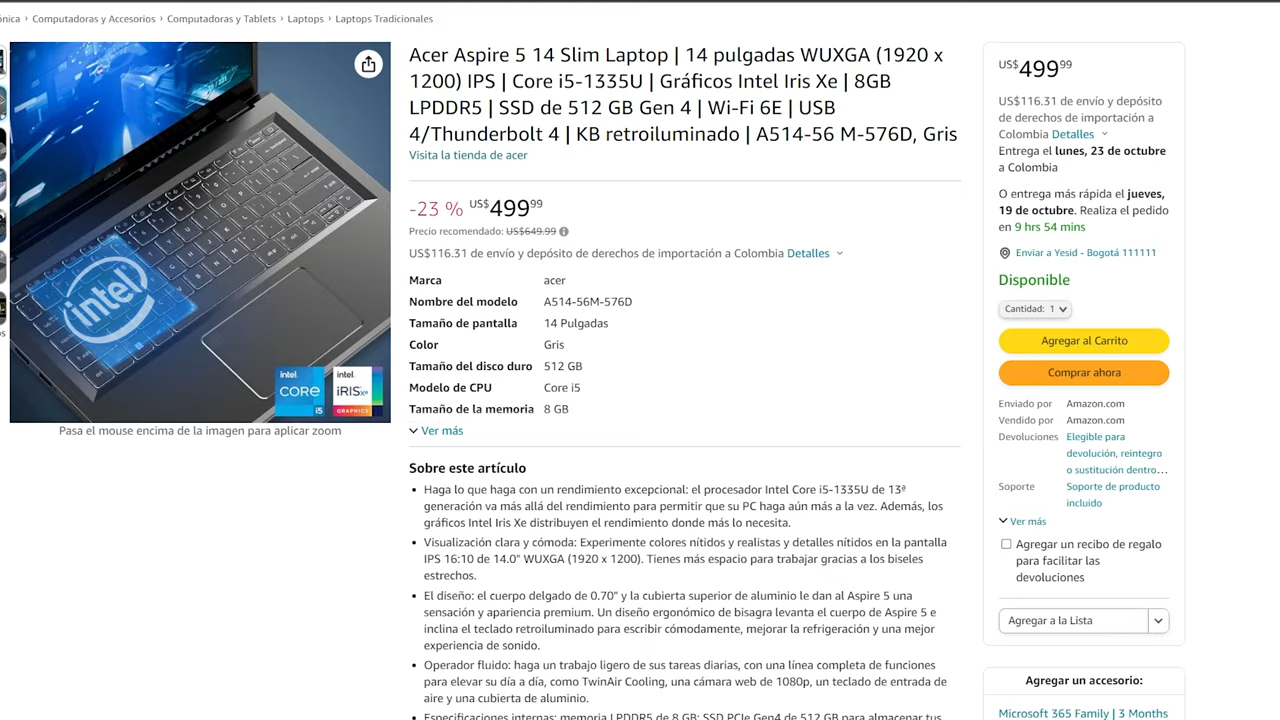 ónica › Computadoras y Accesorios › Computadoras y Tablets › Laptops › Laptops Tradicionales
Acer Aspire 5 14 Slim Laptop | 14 pulgadas WUXGA (1920 x
1200) IPS | Core i5-1335U | Gráficos Intel Iris Xe | 8GB
LPDDR5 | SSD de 512 GB Gen 4 | Wi-Fi 6E | USB
4/Thunderbolt 4 | KB retroiluminado | A514-56 M-576D, Gris
Visita la tienda de acer
-23 % US$499⁹⁹
Precio recomendado: US$649.99
US$116.31 de envío y depósito de derechos de importación a Colombia Detalles
Marca acer
Nombre del modelo A514-56M-576D
Tamaño de pantalla 14 Pulgadas
Color Gris
Tamaño del disco duro 512 GB
Modelo de CPU Core i5
Tamaño de la memoria 8 GB
Ver más
Sobre este artículo
• Haga lo que haga con un rendimiento excepcional: el procesador Intel Core i5-1335U de 13ª
generación va más allá del rendimiento para permitir que su PC haga aún más a la vez. Además, los
gráficos Intel Iris Xe distribuyen el rendimiento donde más lo necesita.
• Visualización clara y cómoda: Experimente colores nítidos y realistas y detalles nítidos en la pantalla
IPS 16:10 de 14.0" WUXGA (1920 x 1200). Tienes más espacio para trabajar gracias a los biseles
estrechos.
• El diseño: el cuerpo delgado de 0.70" y la cubierta superior de aluminio le dan al Aspire 5 una
sensación y apariencia premium. Un diseño ergonómico de bisagra levanta el cuerpo de Aspire 5 e
inclina el teclado retroiluminado para escribir cómodamente, mejorar la refrigeración y una mejor
experiencia de sonido.
• Operador fluido: haga un trabajo ligero de sus tareas diarias, con una línea completa de funciones
para elevar su día a día, como TwinAir Cooling, una cámara web de 1080p, un teclado de entrada de
aire y una cubierta de aluminio.
• Especificaciones internas: memoria LPDDR5 de 8 GB; SSD PCIe Gen4 de 512 GB para almacenar tus
intel
intel.
CORE
i5
intel.
iRIS Xe
GRAPHICS
Pasa el mouse encima de la imagen para aplicar zoom
US$499⁹⁹
US$116.31 de envío y depósito
de derechos de importación a
Colombia Detalles
Entrega el lunes, 23 de octubre
a Colombia
O entrega más rápida el jueves,
19 de octubre. Realiza el pedido
en 9 hrs 54 mins
Enviar a Yesid - Bogotá 111111
Disponible
Cantidad: 1
Agregar al Carrito
Comprar ahora
Enviado por Amazon.com
Vendido por Amazon.com
Devoluciones Elegible para
devolución, reintegro
o sustitución dentro…
Soporte Soporte de producto
incluido
Ver más
Agregar un recibo de regalo
para facilitar las
devoluciones
Agregar a la Lista
Agregar un accesorio:
Microsoft 365 Family | 3 Months